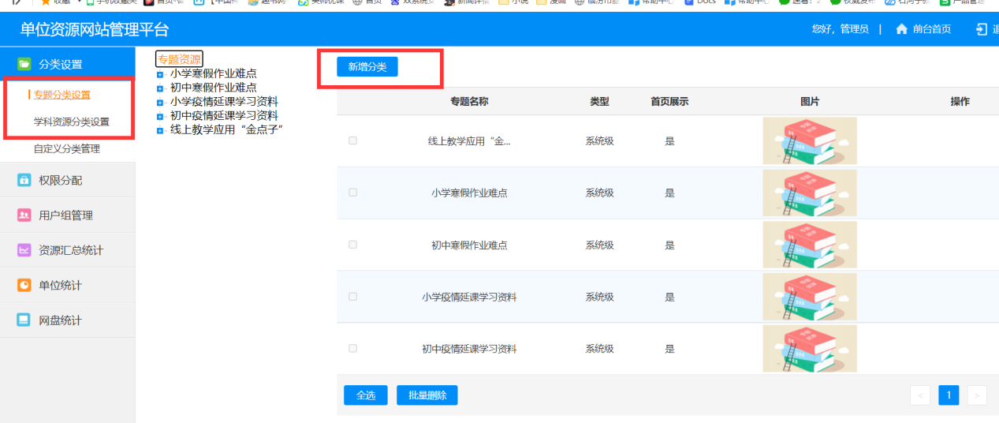 单位资源网站管理平台
您好，管理员 | 前台首页
分类设置
专题分类设置
学科资源分类设置
自定义分类管理
权限分配
用户组管理
资源汇总统计
单位统计
网盘统计
专题资源
小学寒假作业难点
初中寒假作业难点
小学疫情延课学习资料
初中疫情延课学习资料
线上教学应用“金点子”
新增分类
专题名称 类型 首页展示 图片 操作
线上教学应用“金... 系统级 是
小学寒假作业难点 系统级 是
初中寒假作业难点 系统级 是
小学疫情延课学习资料 系统级 是
初中疫情延课学习资料 系统级 是
全选 批量删除 < 1 >